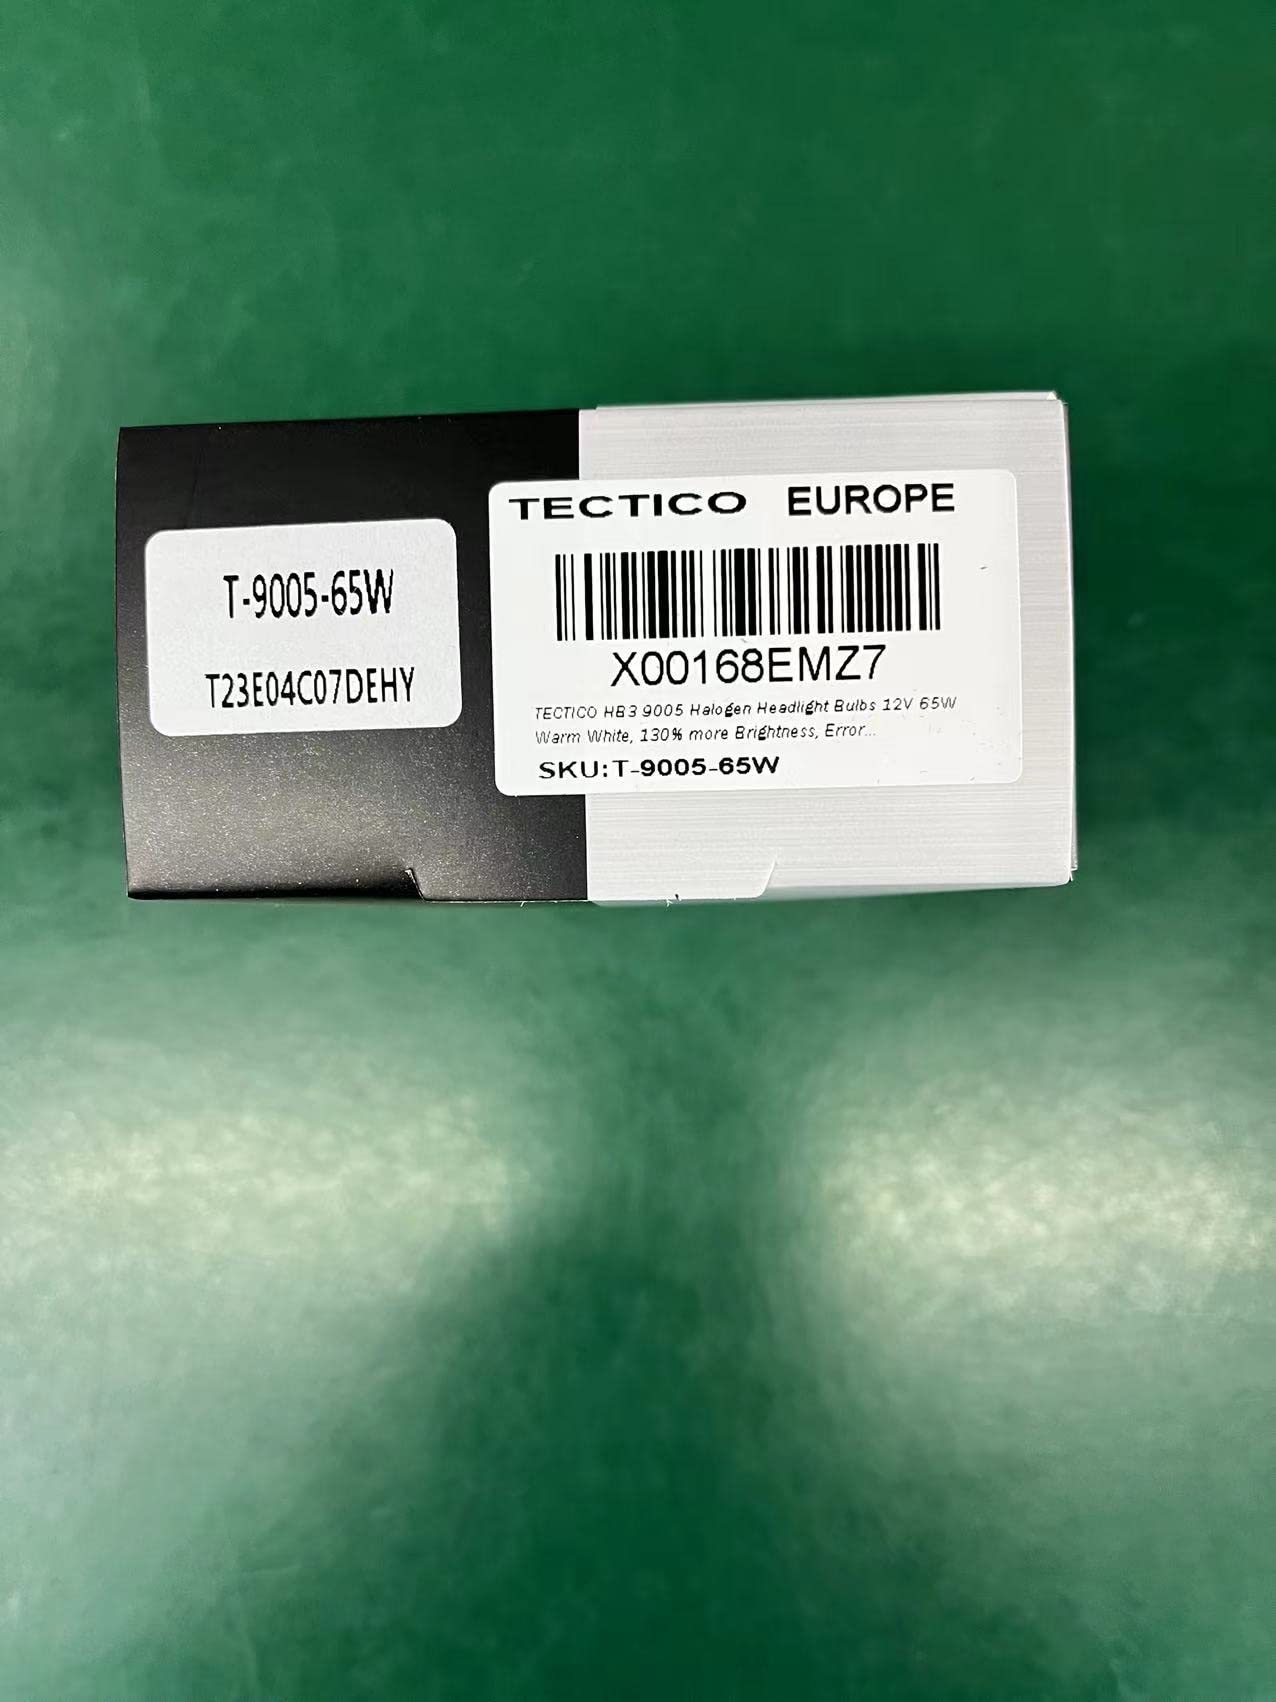 T-9005-65W
T23E04C07DEHY
TECTICO EUROPE
X00168EMZ7
TECTICO HB3 9005 Halogen Headlight Bulbs 12V 65W
Warm White, 130% more Brightness, Error...
SKU:T-9005-65W